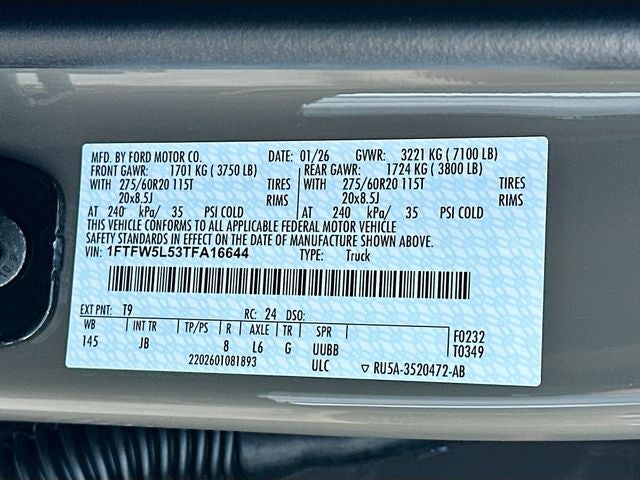 MFD. BY FORD MOTOR CO. DATE: 01/26 GVWR: 3221 KG ( 7100 LB)
FRONT GAWR: 1701 KG ( 3750 LB) REAR GAWR: 1724 KG ( 3800 LB)
WITH 275/60R20 115T TIRES WITH 275/60R20 115T TIRES
20x8.5J RIMS 20x8.5J RIMS
AT 240 kPa/ 35 PSI COLD AT 240 kPa/ 35 PSI COLD
THIS VEHICLE CONFORMS TO ALL APPLICABLE FEDERAL MOTOR VEHICLE
SAFETY STANDARDS IN EFFECT ON THE DATE OF MANUFACTURE SHOWN ABOVE.
VIN: 1FTFW5L53TFA16644 TYPE: Truck
EXT PNT: T9 RC: 24 DSO:
WB INT TR TP/PS R AXLE TR SPR F0232
145 JB 8 L6 G UUBB T0349
2202601081893 ULC ▽ RU5A-3520472-AB